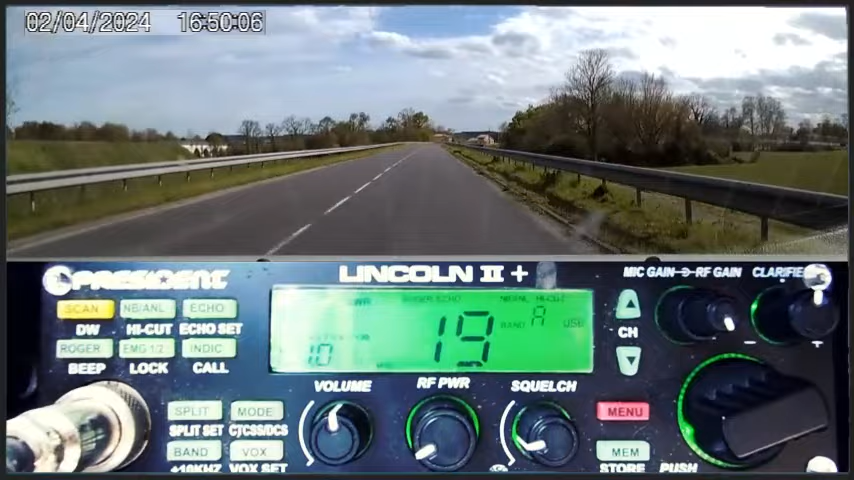 02/04/2024 16:50:06
PRESIDENT LINCOLN II + MIC GAIN RF GAIN CLARIFIE
SCAN NB/ANL ECHO
DW HI-CUT ECHO SET
ROGER EMG 1/2 INDIC
BEEP LOCK CALL
19
BAND A USB
10
CH
VOLUME RF PWR SQUELCH
SPLIT MODE MENU
SPLIT SET CTCSS/DCS
BAND VOX MEM
+10KHZ VOX SET STORE PUSH
- +